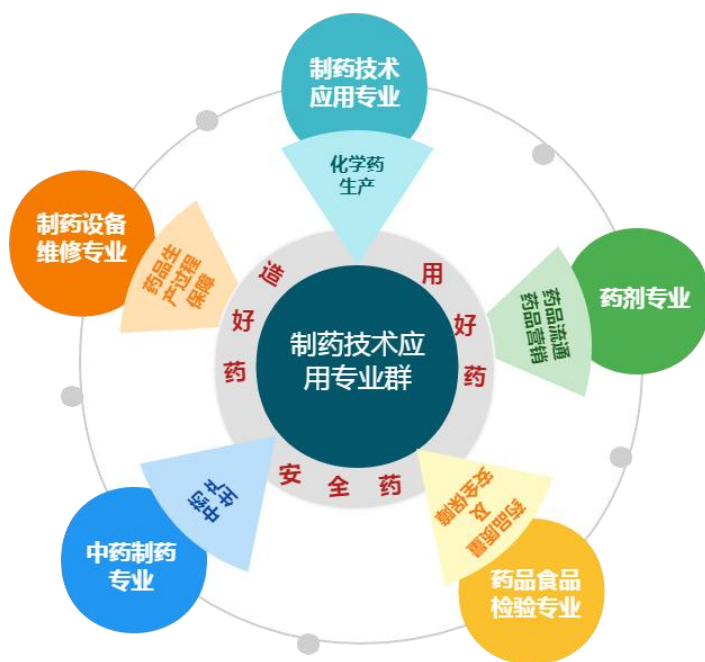 制药技术
应用专业
化学药
生产
制药设备
维修专业
药品生
产过程
保障
造好药
用好药
药剂专业
药品流通
药品营销
制药技术应
用专业群
安全药
中药
生产
中药制药
专业
药品质量
及
安全保障
药品食品
检验专业